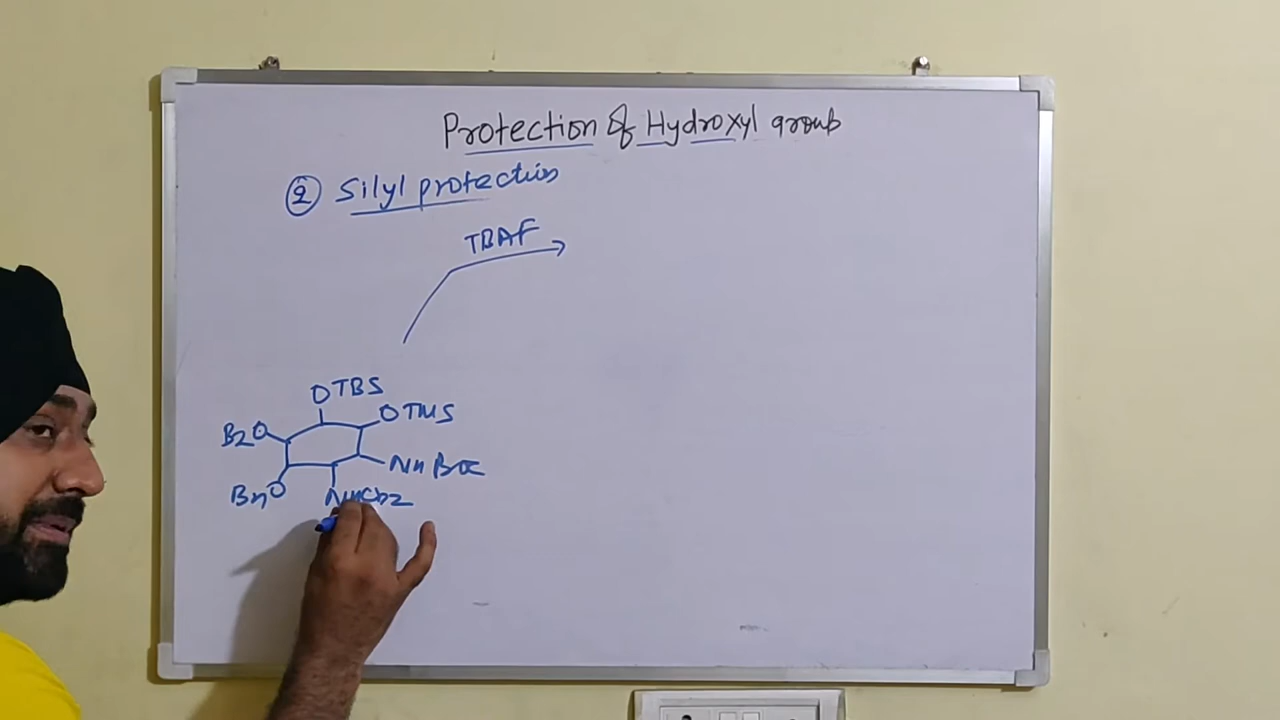 Protection of Hydroxyl group
② Silyl protection
TBAF
OTBS
OTMS
BzO
NHBoc
BnO
NHCbz